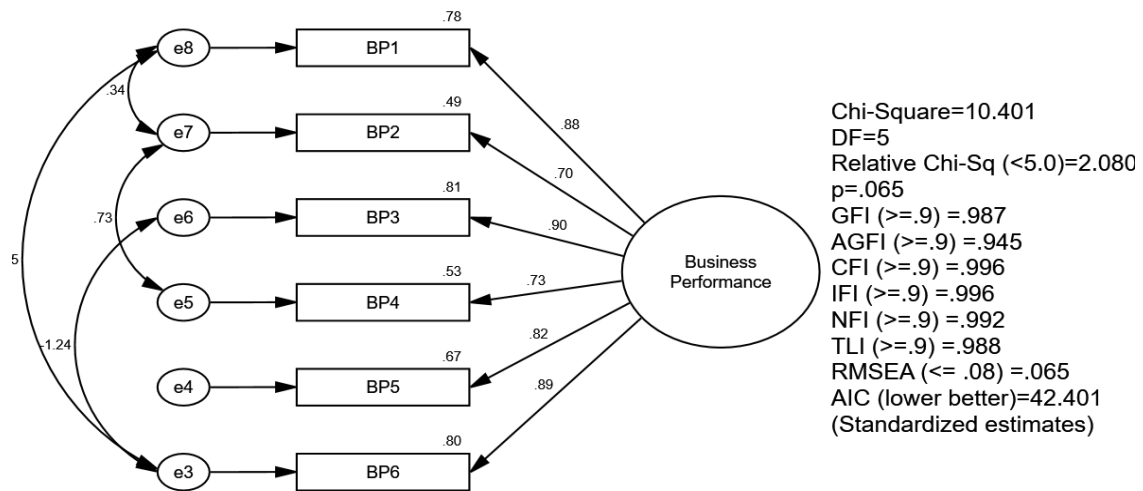 .78
e8
BP1
.34
.49
.88
e7
BP2
.70
.81
.73
e6
BP3
.90
5
.53
Business
Performance
.73
e5
BP4
-1.24
.67
.82
e4
BP5
.89
.80
e3
BP6
Chi-Square=10.401
DF=5
Relative Chi-Sq (<5.0)=2.080
p=.065
GFI (>=.9) =.987
AGFI (>=.9) =.945
CFI (>=.9) =.996
IFI (>=.9) =.996
NFI (>=.9) =.992
TLI (>=.9) =.988
RMSEA (<= .08) =.065
AIC (lower better)=42.401
(Standardized estimates)